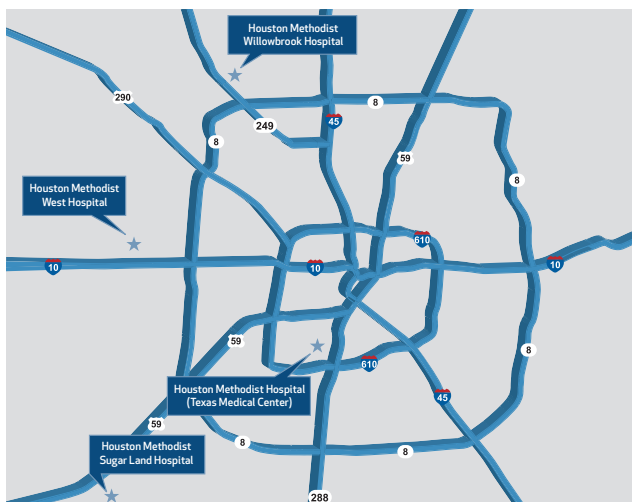 Houston Methodist
Willowbrook Hospital
290
8
249
45
8
59
8
Houston Methodist
West Hospital
610
10
10
10
59
8
610
Houston Methodist Hospital
(Texas Medical Center)
45
59
8
8
Houston Methodist
Sugar Land Hospital
288